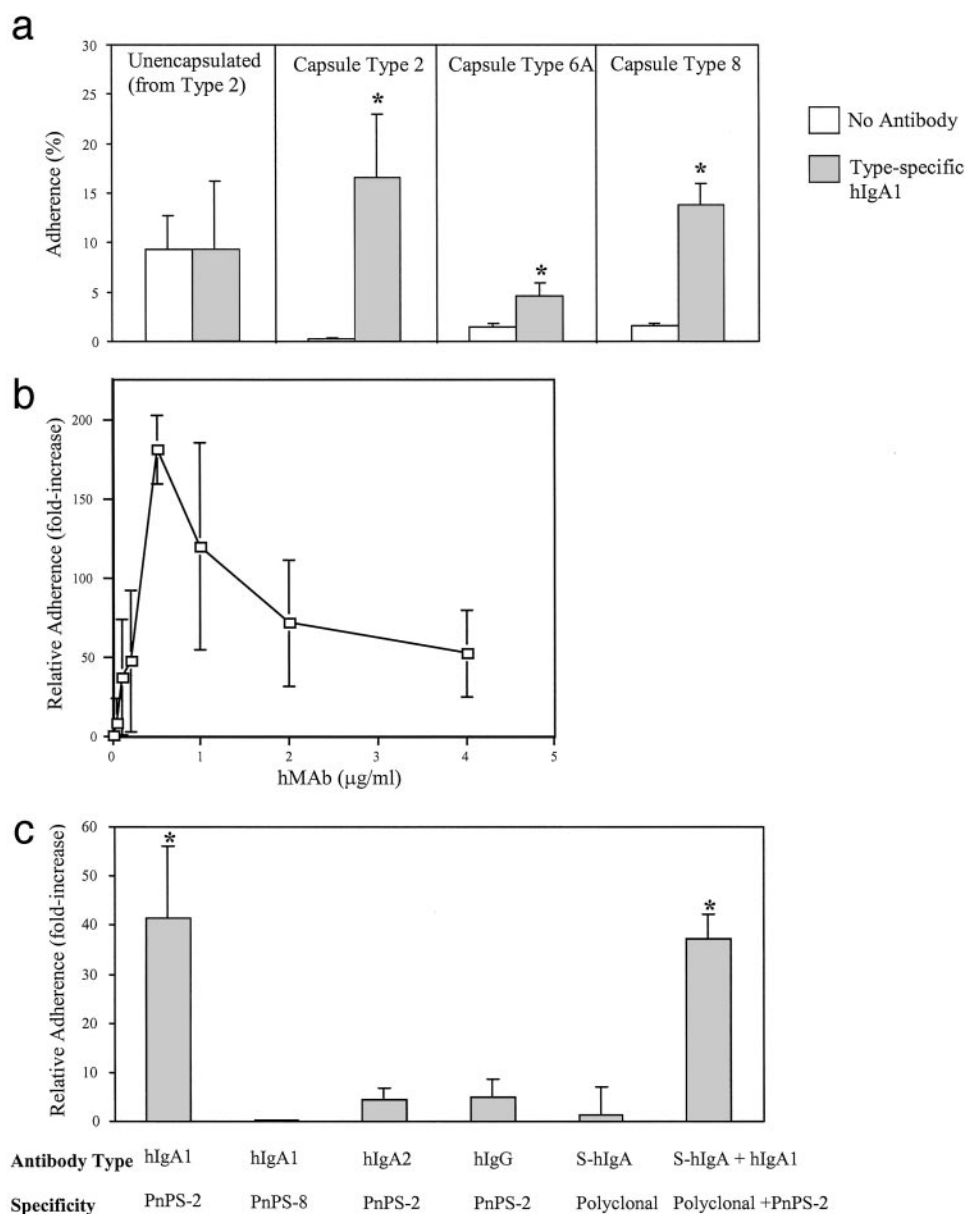 a
30
25
20
15
10
5
0
Adherence (%)
Unencapsulated
(from Type 2)
Capsule Type 2
*
Capsule Type 6A
*
Capsule Type 8
*
No Antibody
Type-specific
hIgA1
b
200
150
100
50
0
Relative Adherence (fold-increase)
0 1 2 3 4 5
hMAb (µg/ml)
c
60
50
40
30
20
10
0
Relative Adherence (fold-increase)
*
*
Antibody Type hIgA1 hIgA1 hIgA2 hIgG S-hIgA S-hIgA + hIgA1
Specificity PnPS-2 PnPS-8 PnPS-2 PnPS-2 Polyclonal Polyclonal +PnPS-2